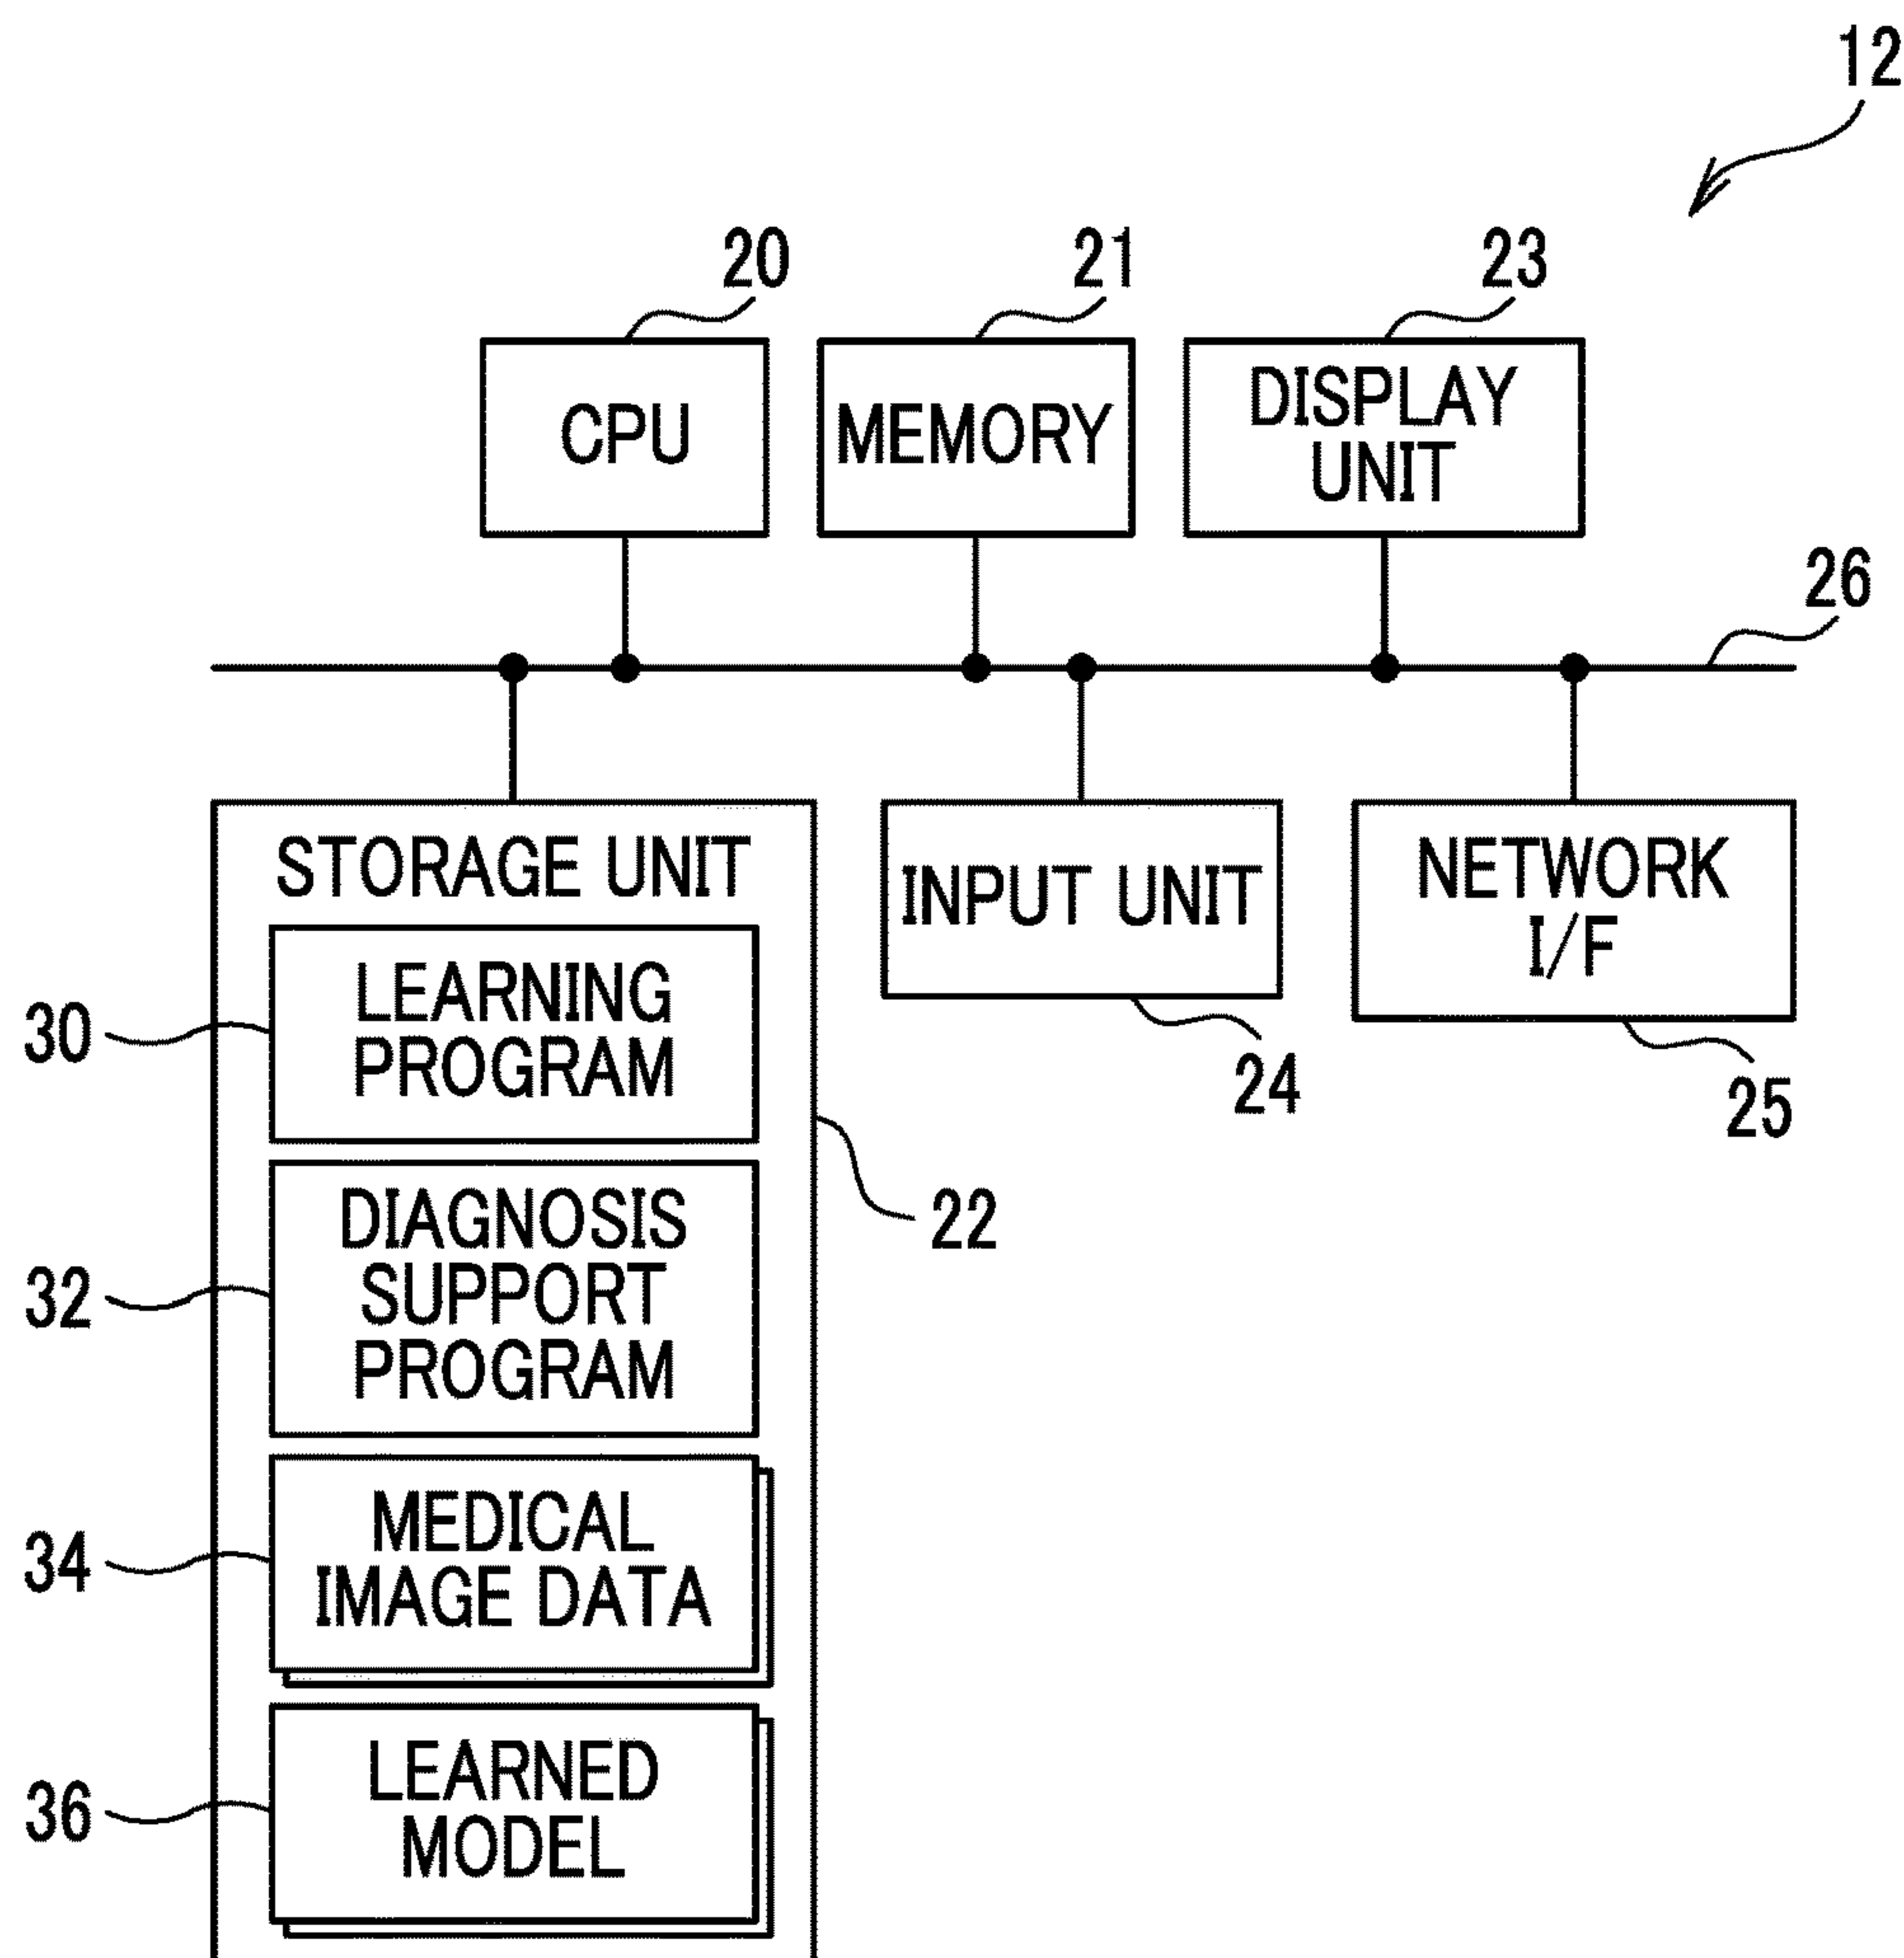 12
20
21
23
CPU
MEMORY
DISPLAY
UNIT
26
STORAGE UNIT
INPUT UNIT
NETWORK
I/F
24
25
30
LEARNING
PROGRAM
22
32
DIAGNOSIS
SUPPORT
PROGRAM
34
MEDICAL
IMAGE DATA
36
LEARNED
MODEL